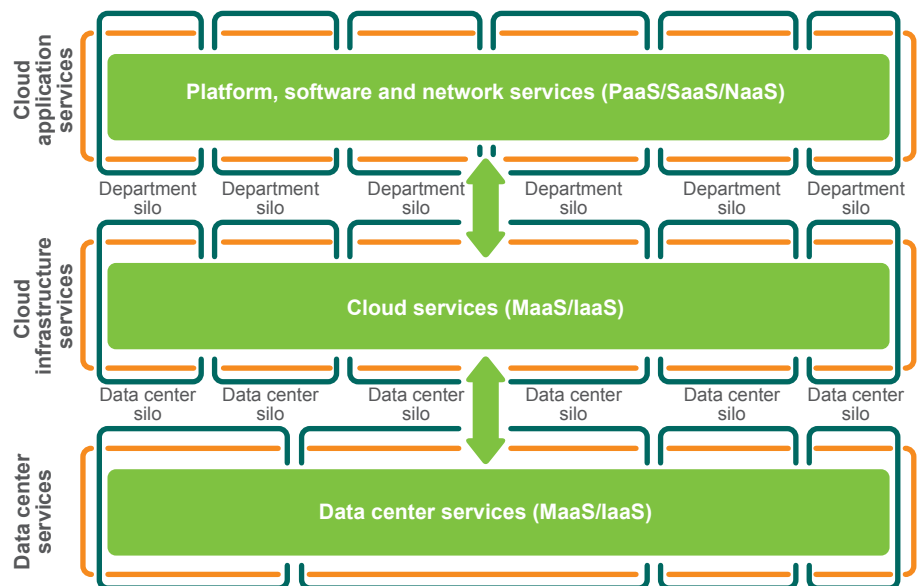 Cloud
application
services
Platform, software and network services (PaaS/SaaS/NaaS)
Department
silo
Department
silo
Department
silo
Department
silo
Department
silo
Department
silo
Cloud
infrastructure
services
Cloud services (MaaS/IaaS)
Data center
silo
Data center
silo
Data center
silo
Data center
silo
Data center
silo
Data center
silo
Data center
services
Data center services (MaaS/IaaS)